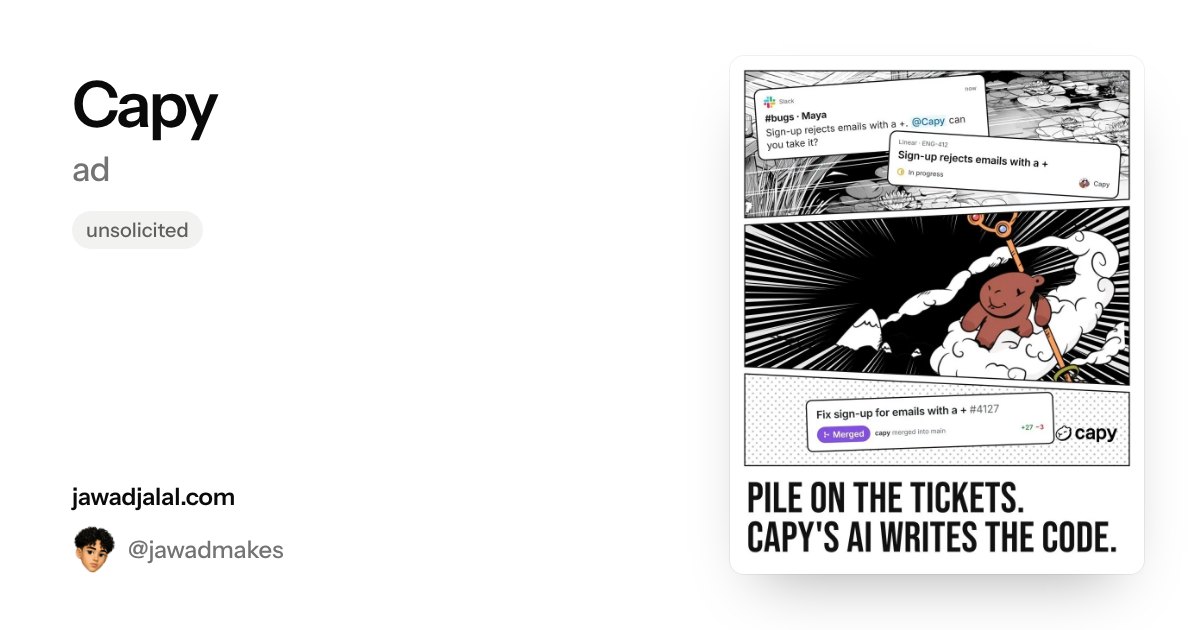 Capy
ad
unsolicited
jawadjalal.com
@jawadmakes
Slack
now
#bugs · Maya
Sign-up rejects emails with a +. @Capy can
you take it?
Linear · ENG-412
Sign-up rejects emails with a +
In progress
Capy
Fix sign-up for emails with a + #4127
Merged
capy merged into main
+27 −3
capy
PILE ON THE TICKETS.
CAPY'S AI WRITES THE CODE.